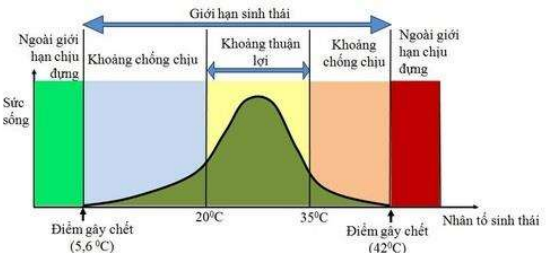 Giới hạn sinh thái
Ngoài giới
hạn chịu
đựng
Khoảng chống chịu
Khoảng thuận
lợi
Khoảng
chống chịu
Ngoài giới
hạn chịu
đựng
Sức
sống
20⁰C
35⁰C
Nhân tố sinh thái
Điểm gây chết
(5,6 ⁰C)
Điểm gây chết
(42⁰C)